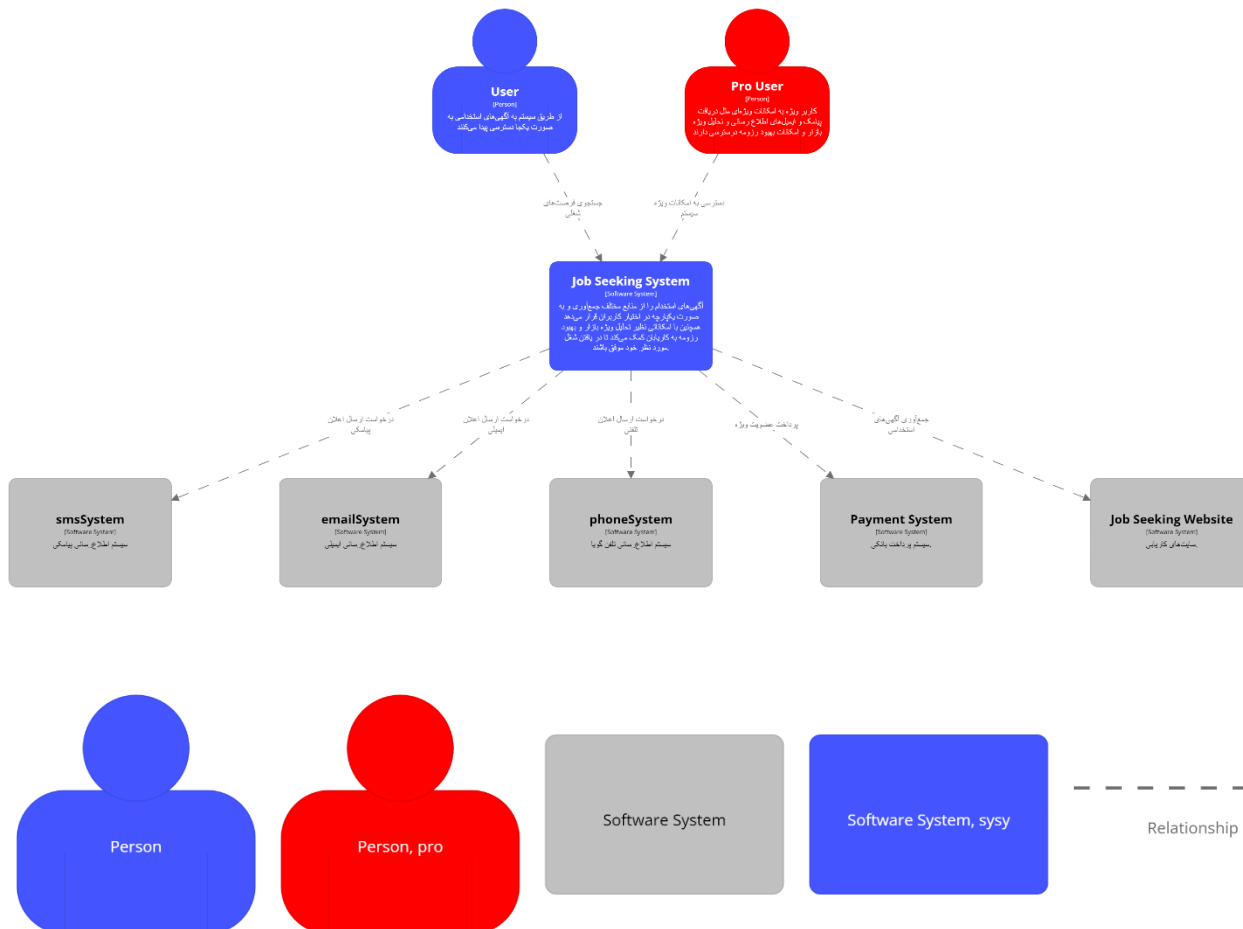 User
[Person]
از طریق سیستم به آگهی‌های استخدامی به
صورت یکجا دسترسی پیدا می‌کنند
Pro User
[Person]
کاربر ویژه به امکانات ویژه‌ای مثل دریافت
پیامک و ایمیل‌های اطلاع رسانی و تحلیل ویژه
بازار و امکانات بهبود رزومه دسترسی دارند
جستجوی فرصت‌های
شغلی
دسترسی به امکانات ویژه
سیستم
Job Seeking System
[Software System]
آگهی‌های استخدام را از منابع مختلف جمع‌آوری و به
صورت یکپارچه در اختیار کاربران قرار می‌دهد
همچنین با امکاناتی نظیر تحلیل ویژه بازار و بهبود
رزومه به کاریابان کمک می‌کند تا در یافتن شغل
مورد نظر خود موفق باشند.
درخواست ارسال اعلان
پیامکی
درخواست ارسال اعلان
ایمیلی
درخواست ارسال اعلان
تلفنی
پرداخت عضویت ویژه
جمع‌آوری آگهی‌های
استخدامی
smsSystem
[Software System]
سیستم اطلاع‌رسانی پیامکی
emailSystem
[Software System]
سیستم اطلاع‌رسانی ایمیلی
phoneSystem
[Software System]
سیستم اطلاع‌رسانی تلفن گویا
Payment System
[Software System]
سیستم پرداخت بانکی.
Job Seeking Website
[Software System]
سایت‌های کاریابی.
Person
Person, pro
Software System
Software System, sysy
Relationship